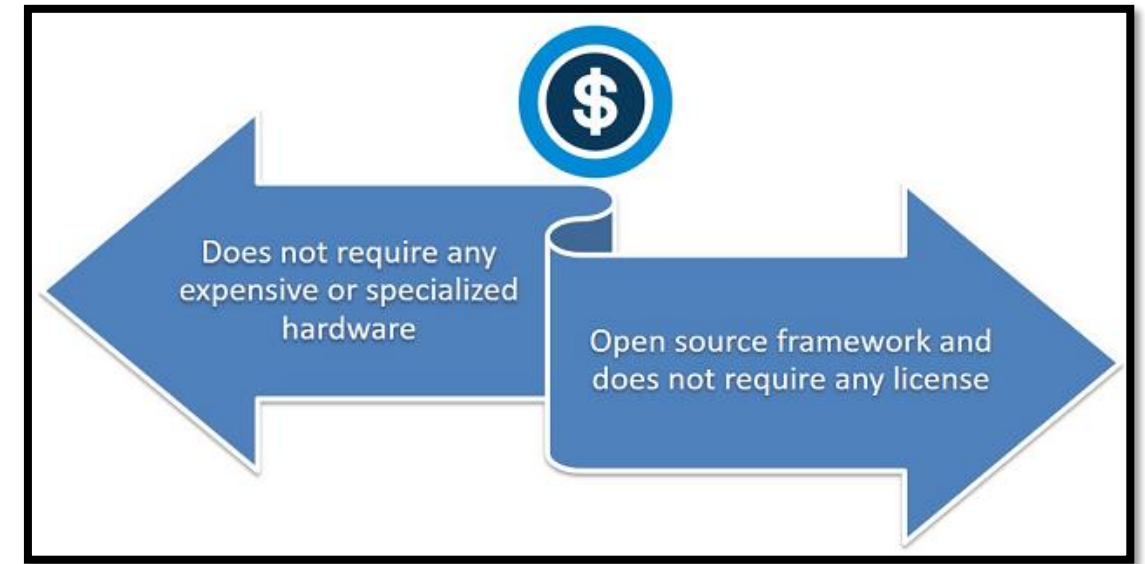 $
Does not require any
expensive or specialized
hardware
Open source framework and
does not require any license